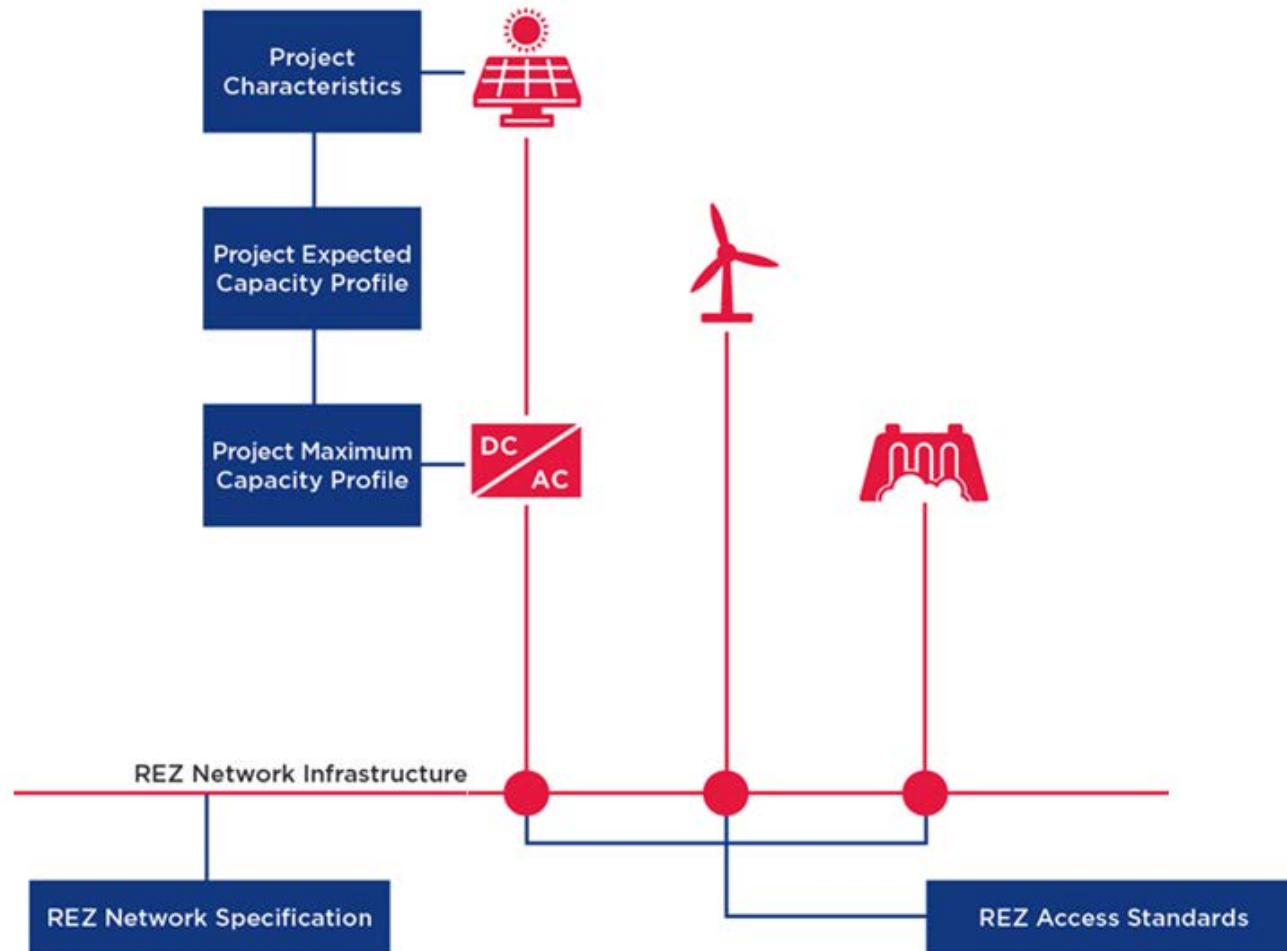 Project
Characteristics
Project Expected
Capacity Profile
Project Maximum
Capacity Profile
DC
AC
REZ Network Infrastructure
REZ Network Specification
REZ Access Standards